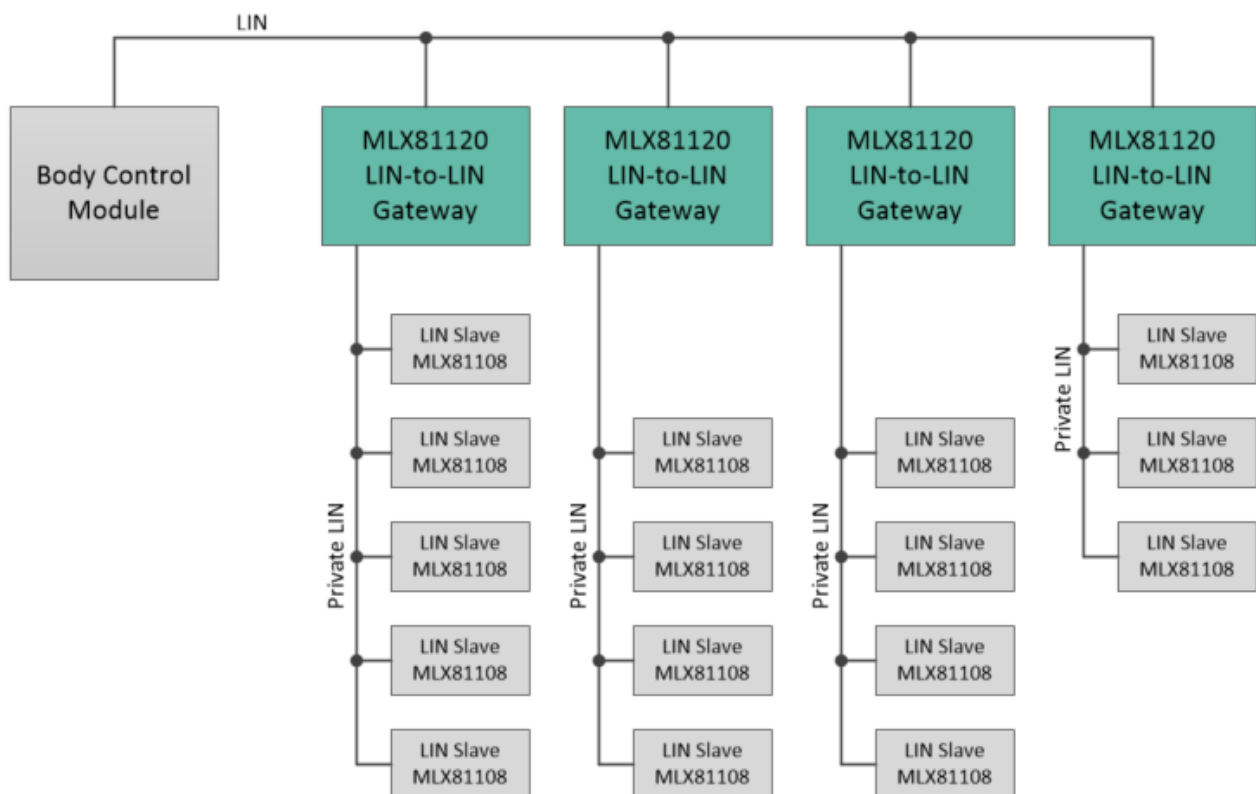 LIN
Body Control
Module
MLX81120
LIN-to-LIN
Gateway
MLX81120
LIN-to-LIN
Gateway
MLX81120
LIN-to-LIN
Gateway
MLX81120
LIN-to-LIN
Gateway
Private LIN
LIN Slave
MLX81108
LIN Slave
MLX81108
LIN Slave
MLX81108
LIN Slave
MLX81108
LIN Slave
MLX81108
Private LIN
LIN Slave
MLX81108
LIN Slave
MLX81108
LIN Slave
MLX81108
LIN Slave
MLX81108
Private LIN
LIN Slave
MLX81108
LIN Slave
MLX81108
LIN Slave
MLX81108
LIN Slave
MLX81108
Private LIN
LIN Slave
MLX81108
LIN Slave
MLX81108
LIN Slave
MLX81108